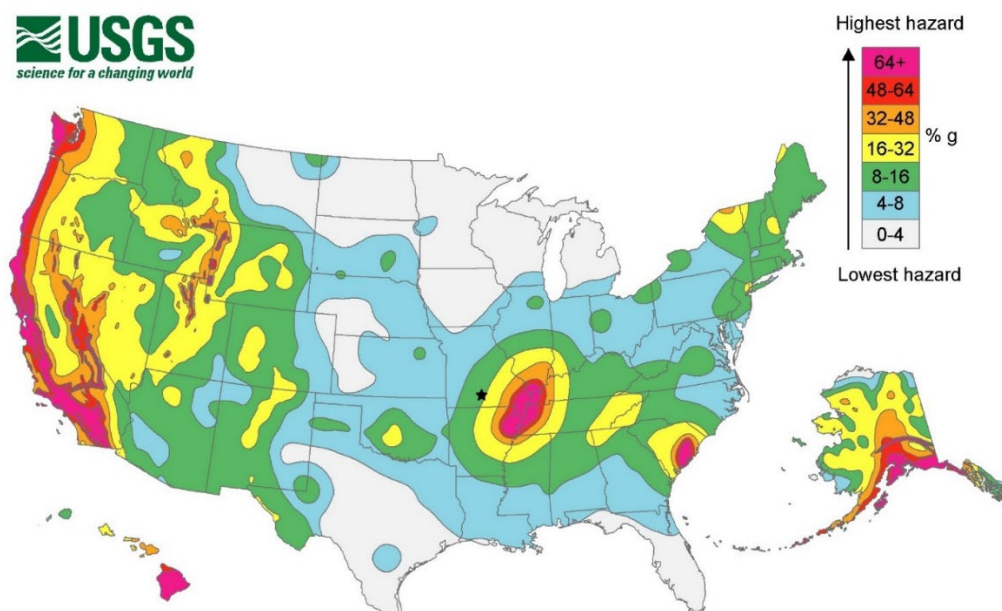 USGS
science for a changing world
Highest hazard
64+
48-64
32-48
16-32
8-16
4-8
0-4
% g
Lowest hazard